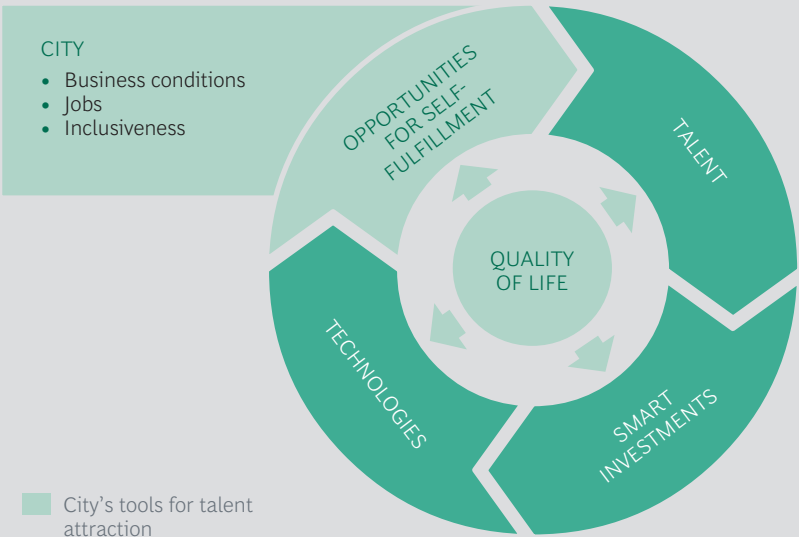 CITY
• Business conditions
• Jobs
• Inclusiveness
OPPORTUNITIES
FOR SELF-
FULFILLMENT
TALENT
QUALITY
OF LIFE
TECHNOLOGIES
SMART
INVESTMENTS
City's tools for talent
attraction